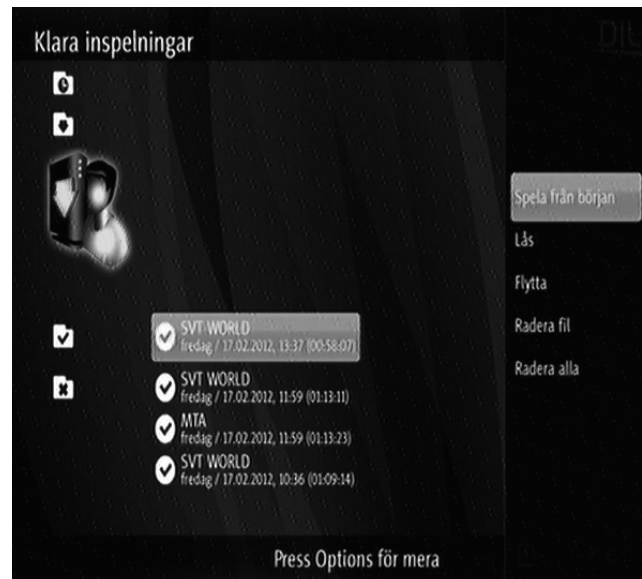 Klara inspelningar
SVT WORLD
fredag / 17.02.2012, 13:37 (00:58:07)
SVT WORLD
fredag / 17.02.2012, 11:59 (01:13:11)
MTA
fredag / 17.02.2012, 11:59 (01:13:23)
SVT WORLD
fredag / 17.02.2012, 10:36 (01:09:14)
Spela från början
Lås
Flytta
Radera fil
Radera alla
Press Options för mera